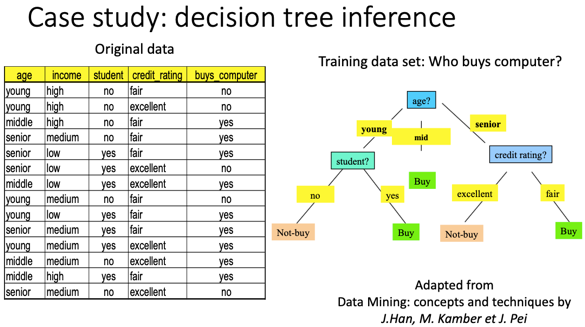 Case study: decision tree inference
Original data
age income student credit_rating buys_computer
young high no fair no
young high no excellent no
middle high no fair yes
senior medium no fair yes
senior low yes fair yes
senior low yes excellent no
middle low yes excellent yes
young medium no fair no
young low yes fair yes
senior medium yes fair yes
young medium yes excellent yes
middle medium no excellent yes
middle high yes fair yes
senior medium no excellent no
Training data set: Who buys computer?
age?
young
mid
senior
student?
credit rating?
Buy
no
yes
excellent
fair
Not-buy
Buy
Not-buy
Buy
Adapted from
Data Mining: concepts and techniques by
J.Han, M. Kamber et J. Pei